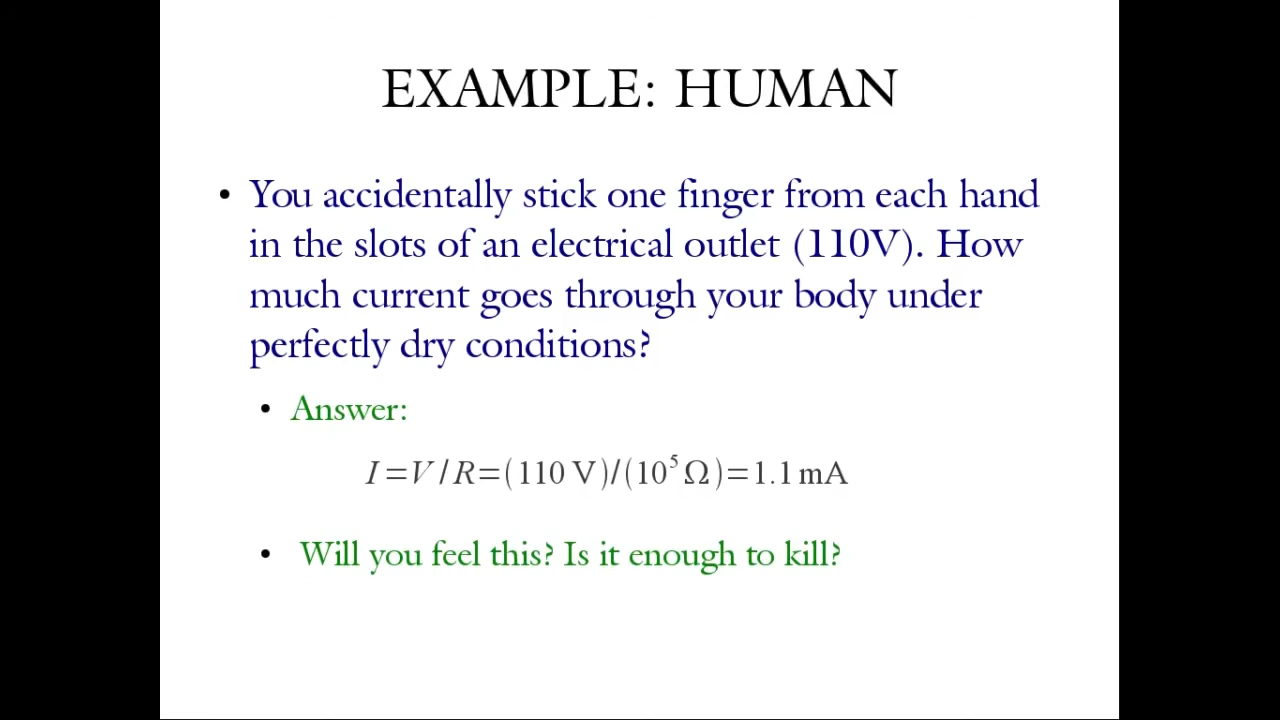 EXAMPLE: HUMAN
• You accidentally stick one finger from each hand
in the slots of an electrical outlet (110V). How
much current goes through your body under
perfectly dry conditions?
• Answer:
I=V/R=(110 V)/(10⁵Ω)=1.1 mA
• Will you feel this? Is it enough to kill?